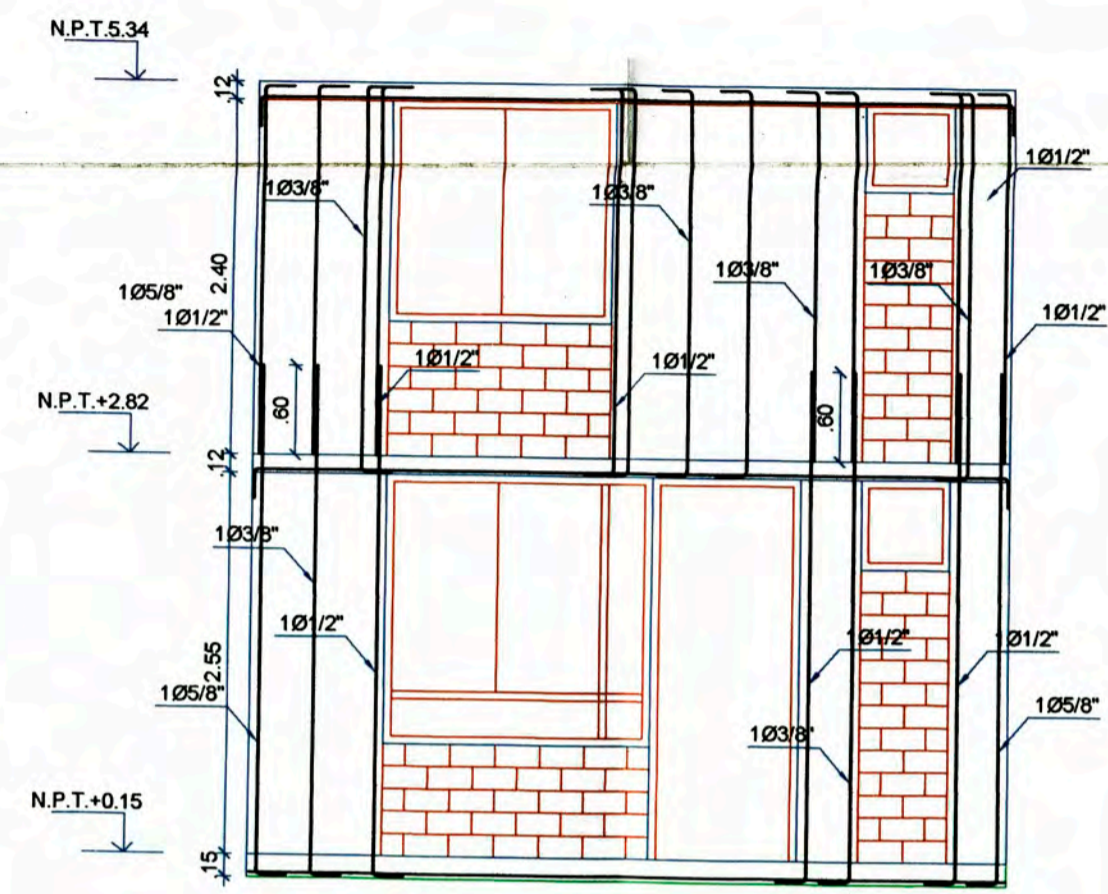 N.P.T.5.34
12
1Ø1/2"
1Ø3/8"
1Ø3/8"
2.40
1Ø3/8"
1Ø3/8"
1Ø5/8"
1Ø1/2"
1Ø1/2"
1Ø1/2"
1Ø1/2"
N.P.T.+2.82
.60
.60
12
1Ø3/8"
1Ø1/2"
1Ø1/2"
1Ø1/2"
2.55
1Ø5/8"
1Ø5/8"
1Ø3/8"
N.P.T.+0.15
15